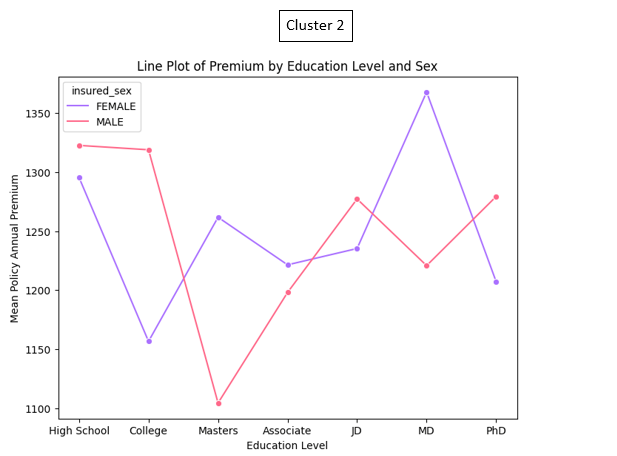 Cluster 2
Line Plot of Premium by Education Level and Sex
insured_sex
FEMALE
MALE
Mean Policy Annual Premium
1350
1300
1250
1200
1150
1100
High School College Masters Associate JD MD PhD
Education Level